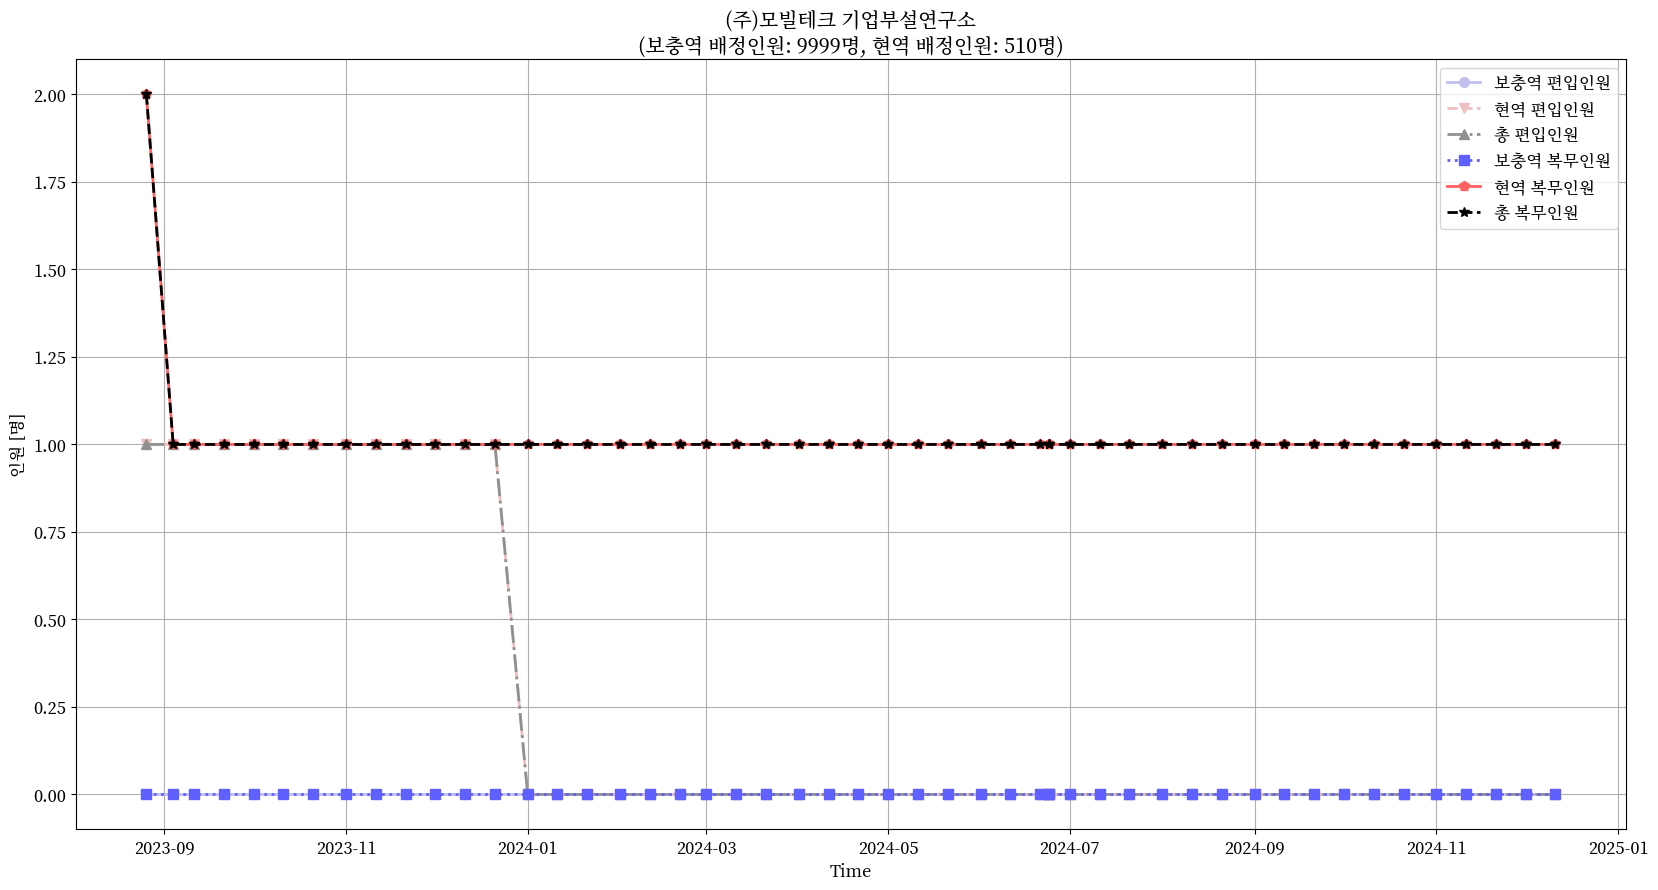 (주)모빌테크 기업부설연구소
(보충역 배정인원: 9999명, 현역 배정인원: 510명)
보충역 편입인원
현역 편입인원
총 편입인원
보충역 복무인원
현역 복무인원
총 복무인원
인원 [명]
2.00
1.75
1.50
1.25
1.00
0.75
0.50
0.25
0.00
2023-09
2023-11
2024-01
2024-03
2024-05
2024-07
2024-09
2024-11
2025-01
Time